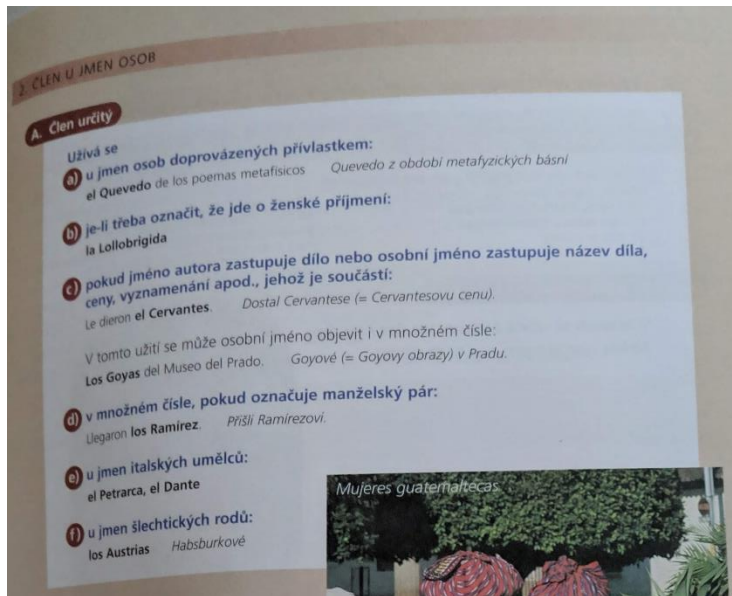 2. ČLEN U JMEN OSOB
A. Člen určitý
Užívá se
a) u jmen osob doprovázených přívlastkem:
el Quevedo de los poemas metafísicos Quevedo z období metafyzických básní
b) je-li třeba označit, že jde o ženské příjmení:
la Lollobrigida
c) pokud jméno autora zastupuje dílo nebo osobní jméno zastupuje název díla,
ceny, vyznamenání apod., jehož je součástí:
Le dieron el Cervantes. Dostal Cervantese (= Cervantesovu cenu).
V tomto užití se může osobní jméno objevit i v množném čísle:
Los Goyas del Museo del Prado. Goyové (= Goyovy obrazy) v Pradu.
d) v množném čísle, pokud označuje manželský pár:
Llegaron los Ramírez. Přišli Ramírezovi.
e) u jmen italských umělců:
el Petrarca, el Dante
f) u jmen šlechtických rodů:
los Austrias Habsburkové
Mujeres guatemaltecas